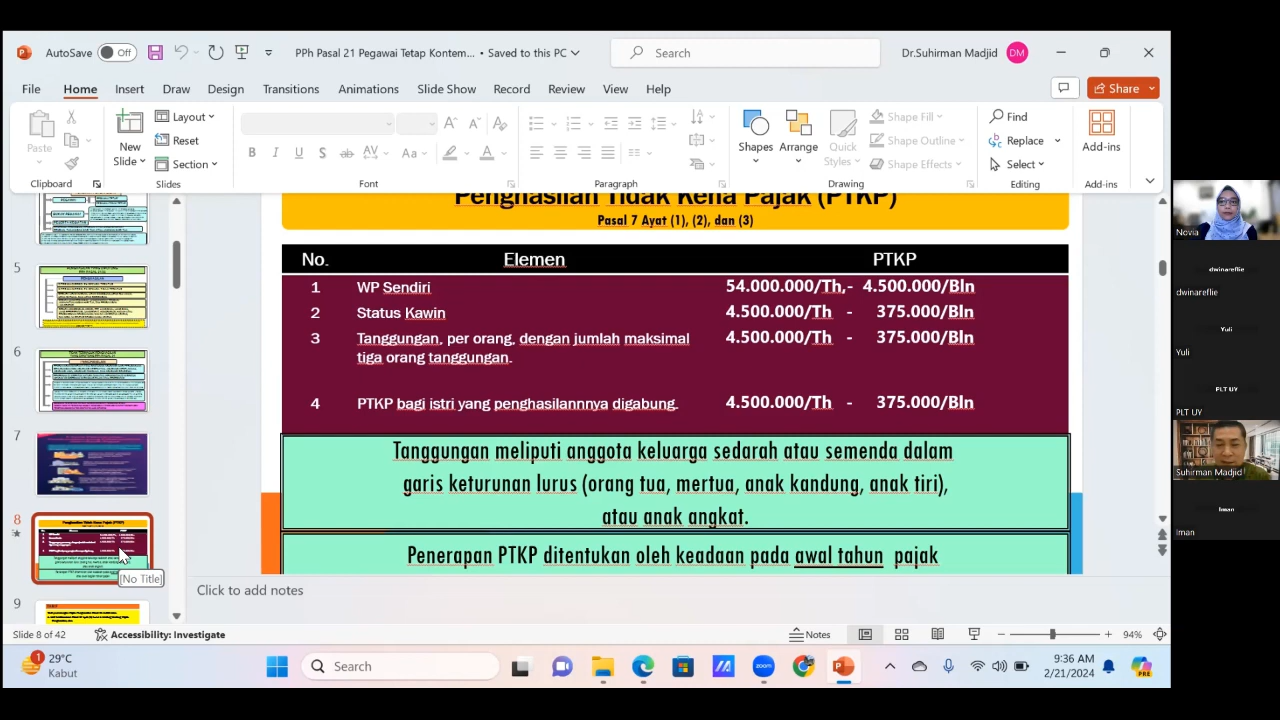 AutoSave Off
PPh Pasal 21 Pegawai Tetap Kontem... • Saved to this PC
Search
Dr.Suhirman Madjid DM
File Home Insert Draw Design Transitions Animations Slide Show Record Review View Help
Share
Paste
New
Slide
Layout
Reset
Section
B I U S ab AV Aa A
Shapes
Arrange
Quick
Styles
Shape Fill
Shape Outline
Shape Effects
Find
Replace
Select
Add-ins
Clipboard
Slides
Font
Paragraph
Drawing
Editing
Add-ins
5
6
7
8
9
[No Title]
Penghasilan Tidak Kena Pajak (PTKP)
Pasal 7 Ayat (1), (2), dan (3)
No. Elemen PTKP
1 WP Sendiri 54.000.000/Th,- 4.500.000/Bln
2 Status Kawin 4.500.000/Th - 375.000/Bln
3 Tanggungan, per orang, dengan jumlah maksimal 4.500.000/Th - 375.000/Bln
tiga orang tanggungan.
4 PTKP bagi istri yang penghasilannnya digabung. 4.500.000/Th - 375.000/Bln
Tanggungan meliputi anggota keluarga sedarah atau semenda dalam
garis keturunan lurus (orang tua, mertua, anak kandung, anak tiri),
atau anak angkat.
Penerapan PTKP ditentukan oleh keadaan pada awal tahun pajak
Click to add notes
Slide 8 of 42
Accessibility: Investigate
Notes
94%
1
29°C
Kabut
Search
zoom
PRE
9:36 AM
2/21/2024
Novia
dwinareflie
dwinareflie
Yuli
Yuli
PLT UY
PLT UY
Suhirman Madjid
Iman
Iman